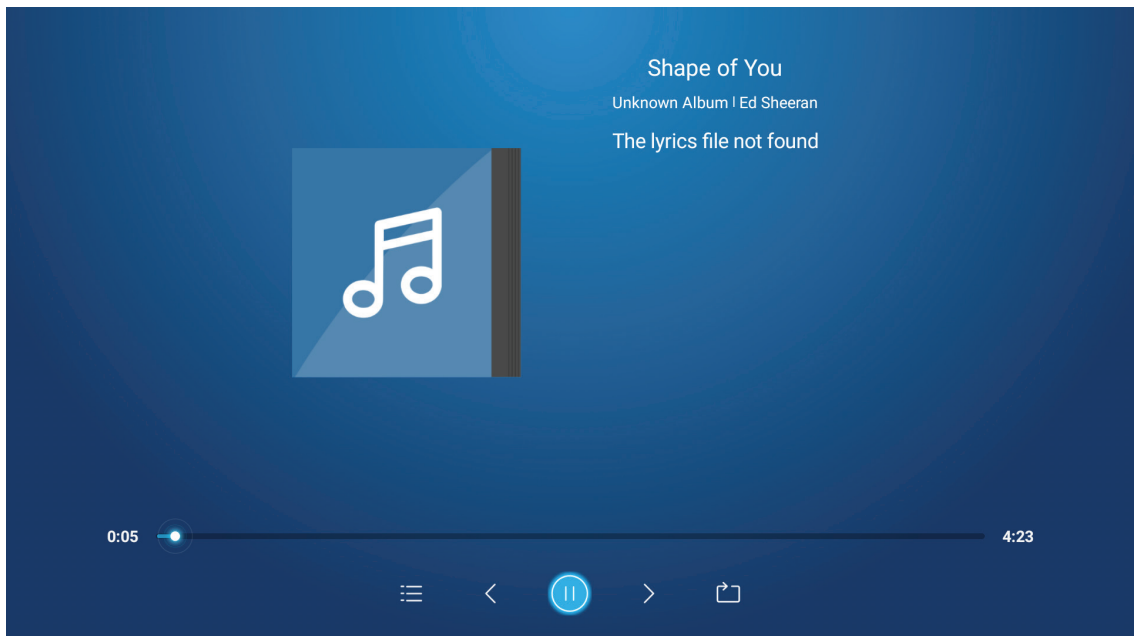 Shape of You
Unknown Album | Ed Sheeran
The lyrics file not found
0:05
4:23